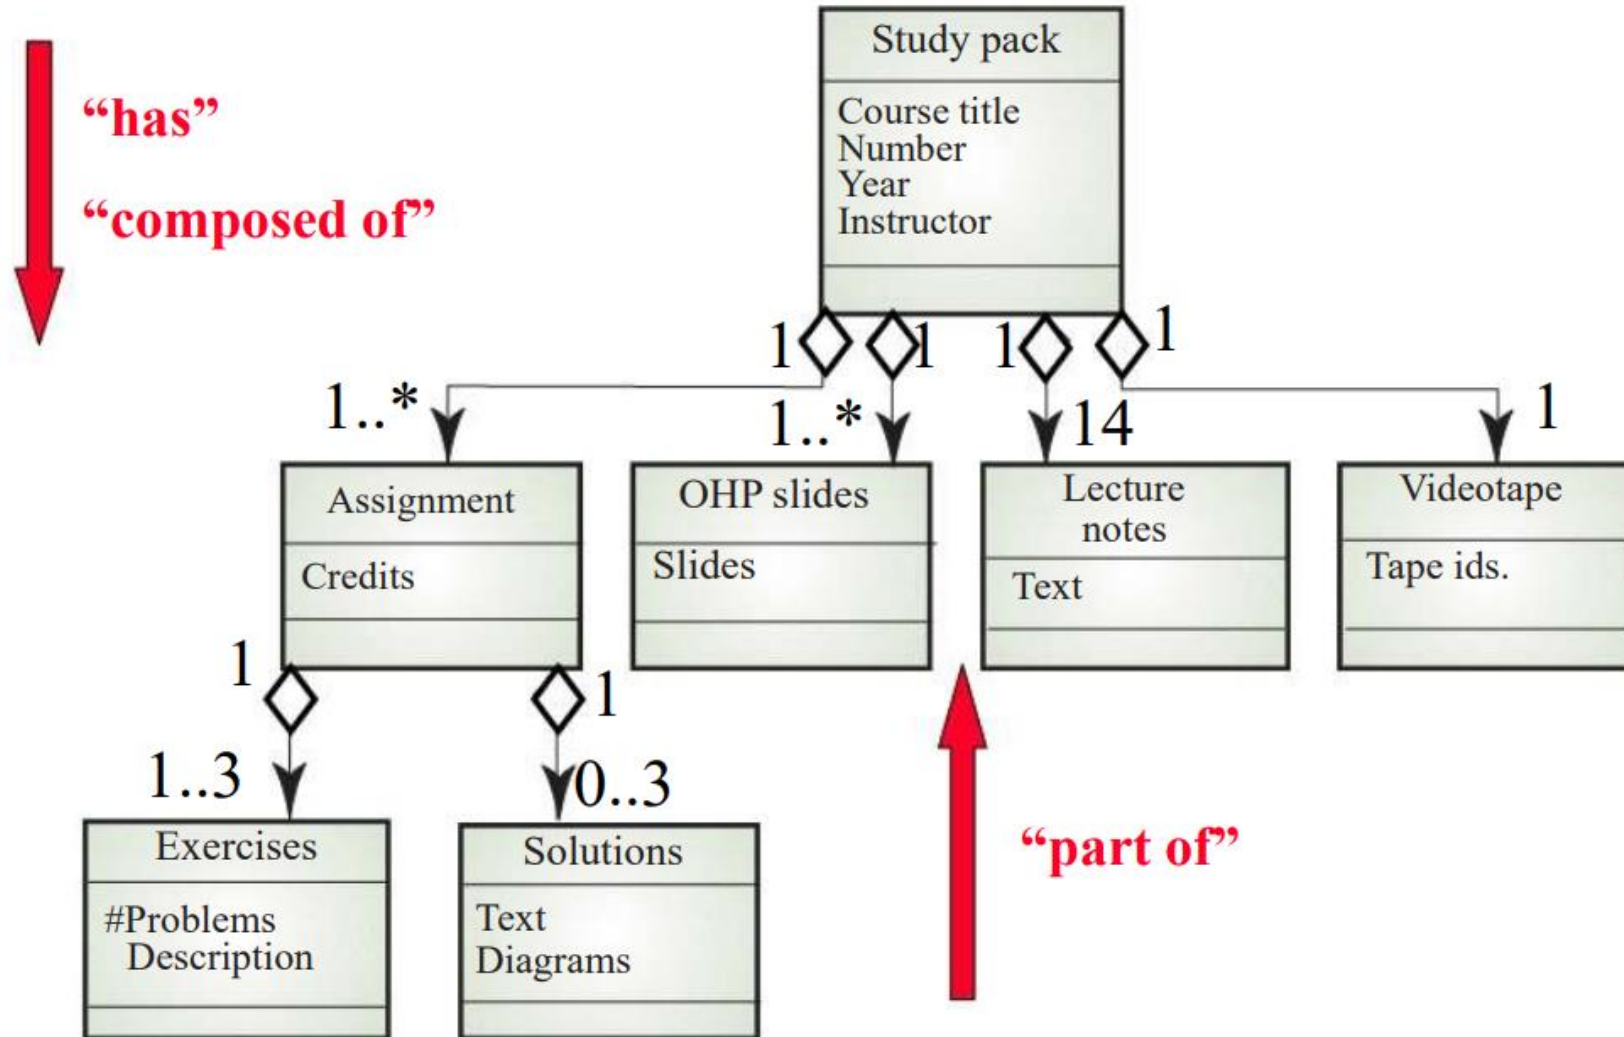 Study pack
“has”
Course title
Number
Year
Instructor
“composed of”
1
1
1
1
1..*
1..*
14
1
Assignment
OHP slides
Lecture
notes
Videotape
Credits
Slides
Text
Tape ids.
1
1
1..3
0..3
Exercises
Solutions
“part of”
#Problems
Description
Text
Diagrams